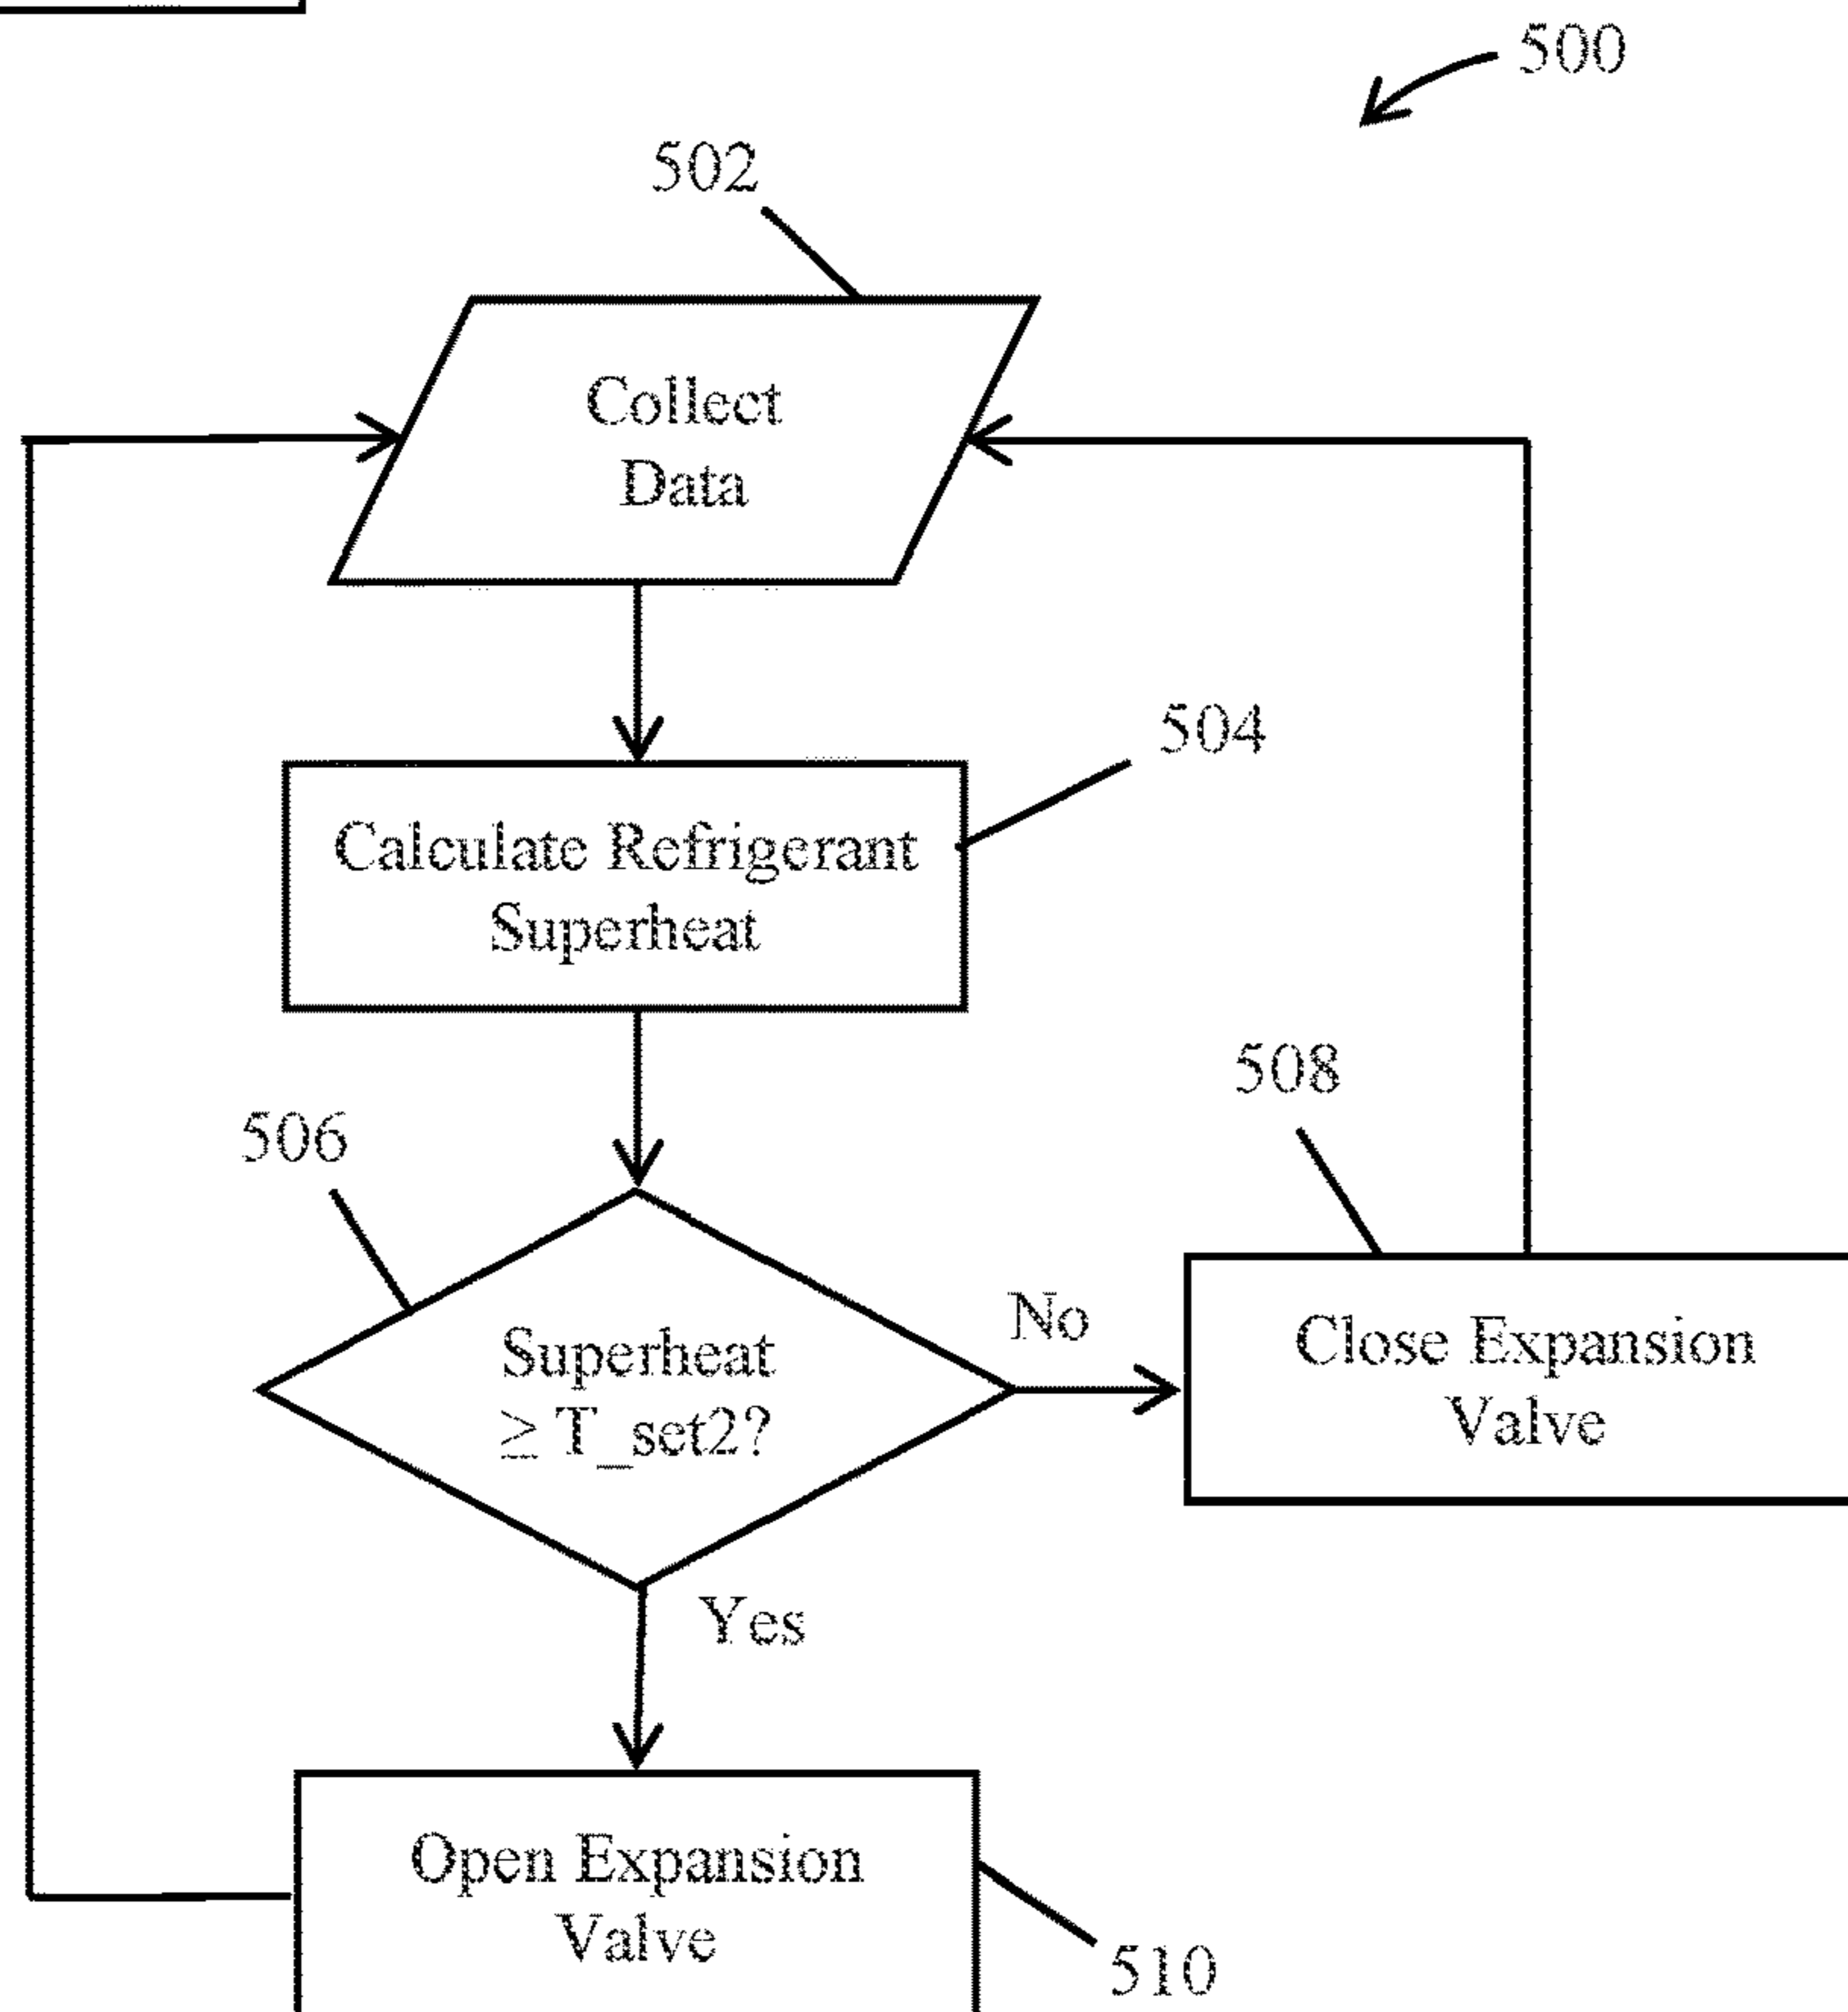 500
502
Collect
Data
504
Calculate Refrigerant
Superheat
506
508
Superheat
≥ T_set2?
No
Close Expansion
Valve
Yes
Open Expansion
Valve
510